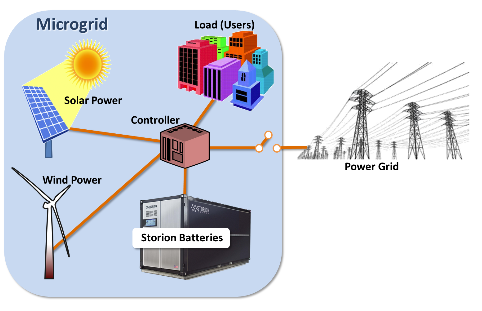 Microgrid
Load (Users)
Solar Power
Controller
Wind Power
Power Grid
Storion Batteries